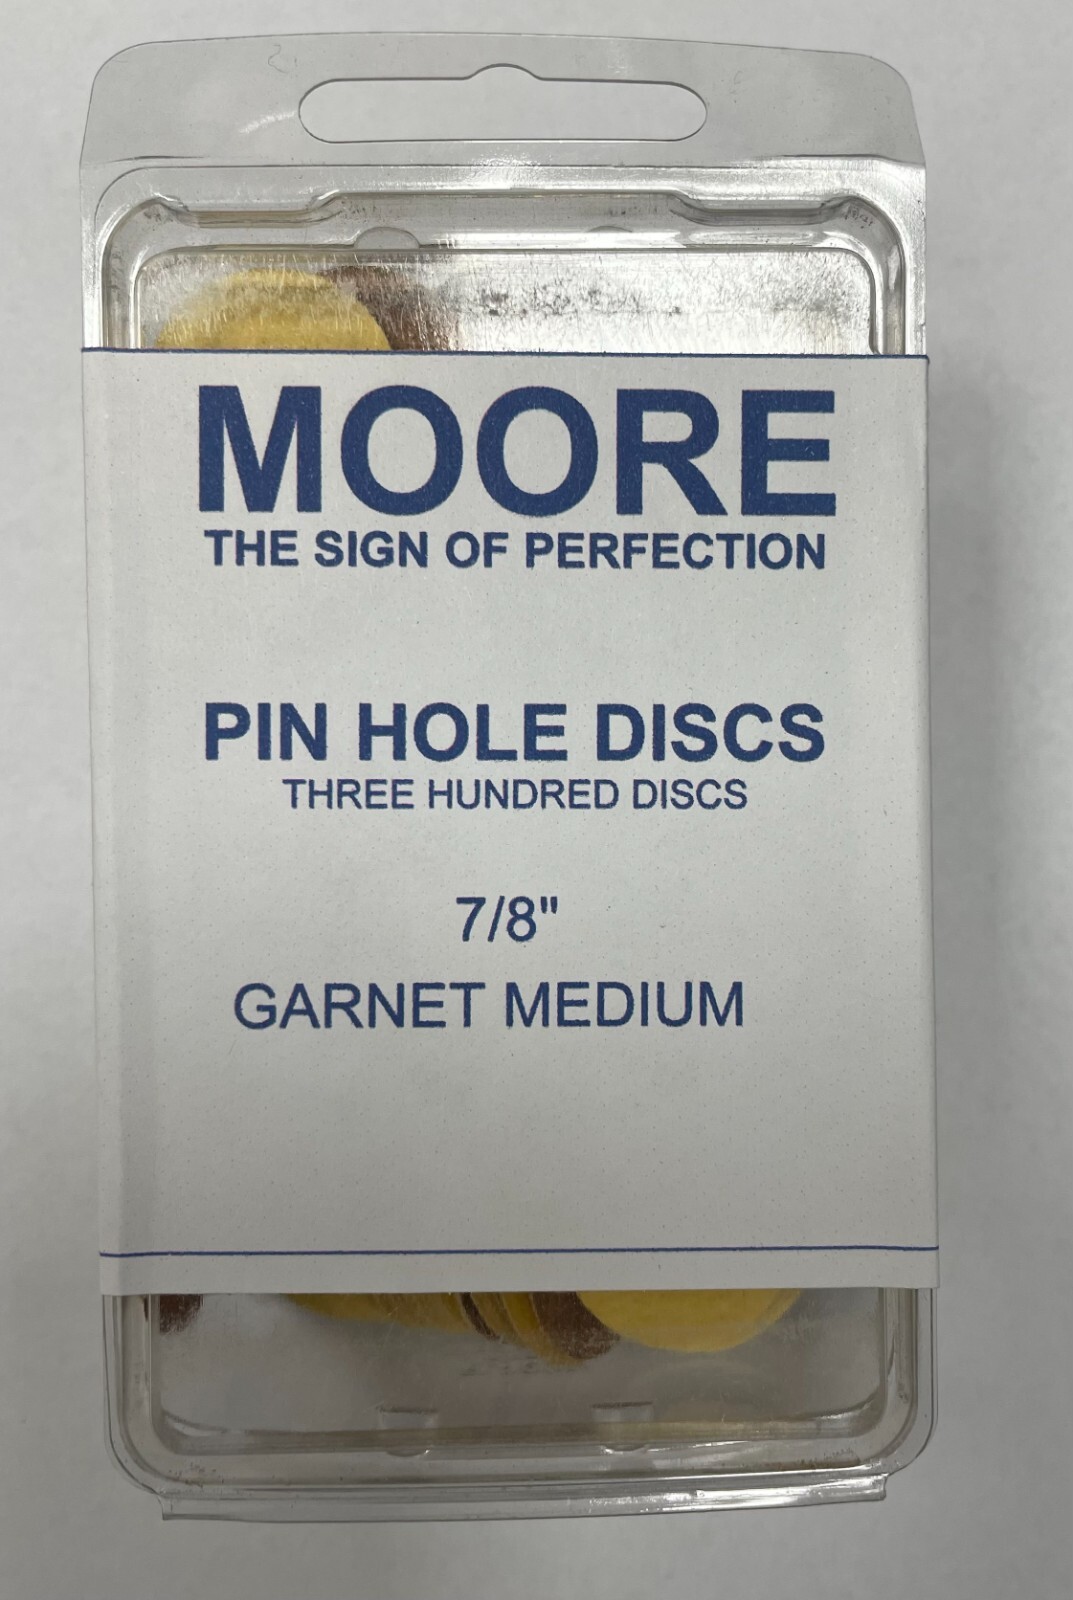 MOORE
THE SIGN OF PERFECTION
PIN HOLE DISCS
THREE HUNDRED DISCS
7/8"
GARNET MEDIUM